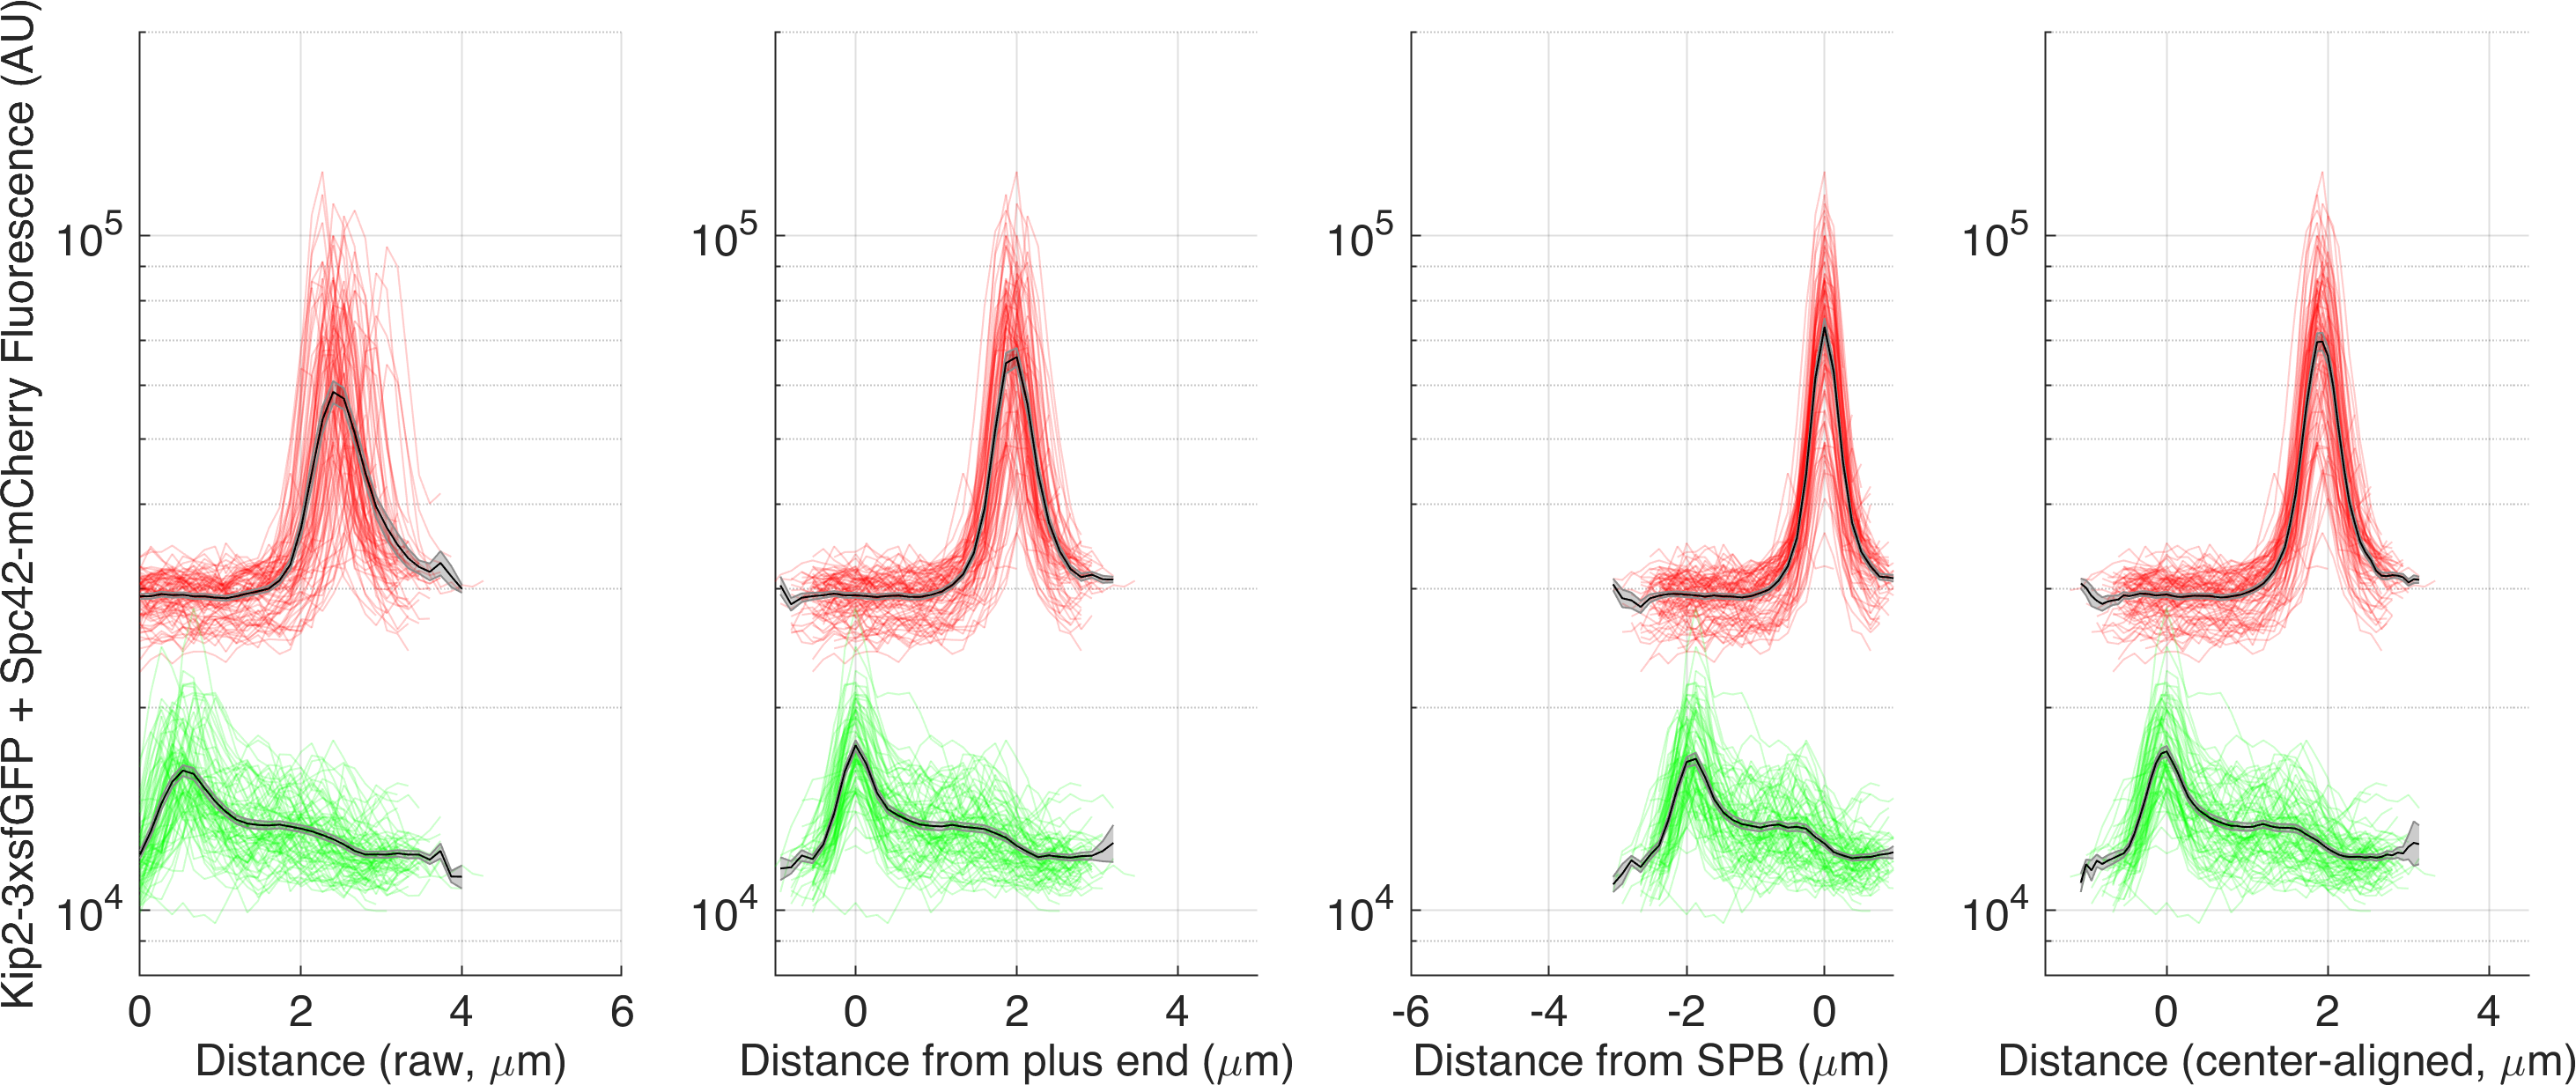 Kip2-3xsfGFP + Spc42-mCherry Fluorescence (AU)
10^5
10^4
0 2 4 6
Distance (raw, μm)
10^5
10^4
0 2 4
Distance from plus end (μm)
10^5
10^4
-6 -4 -2 0
Distance from SPB (μm)
10^5
10^4
0 2 4
Distance (center-aligned, μm)